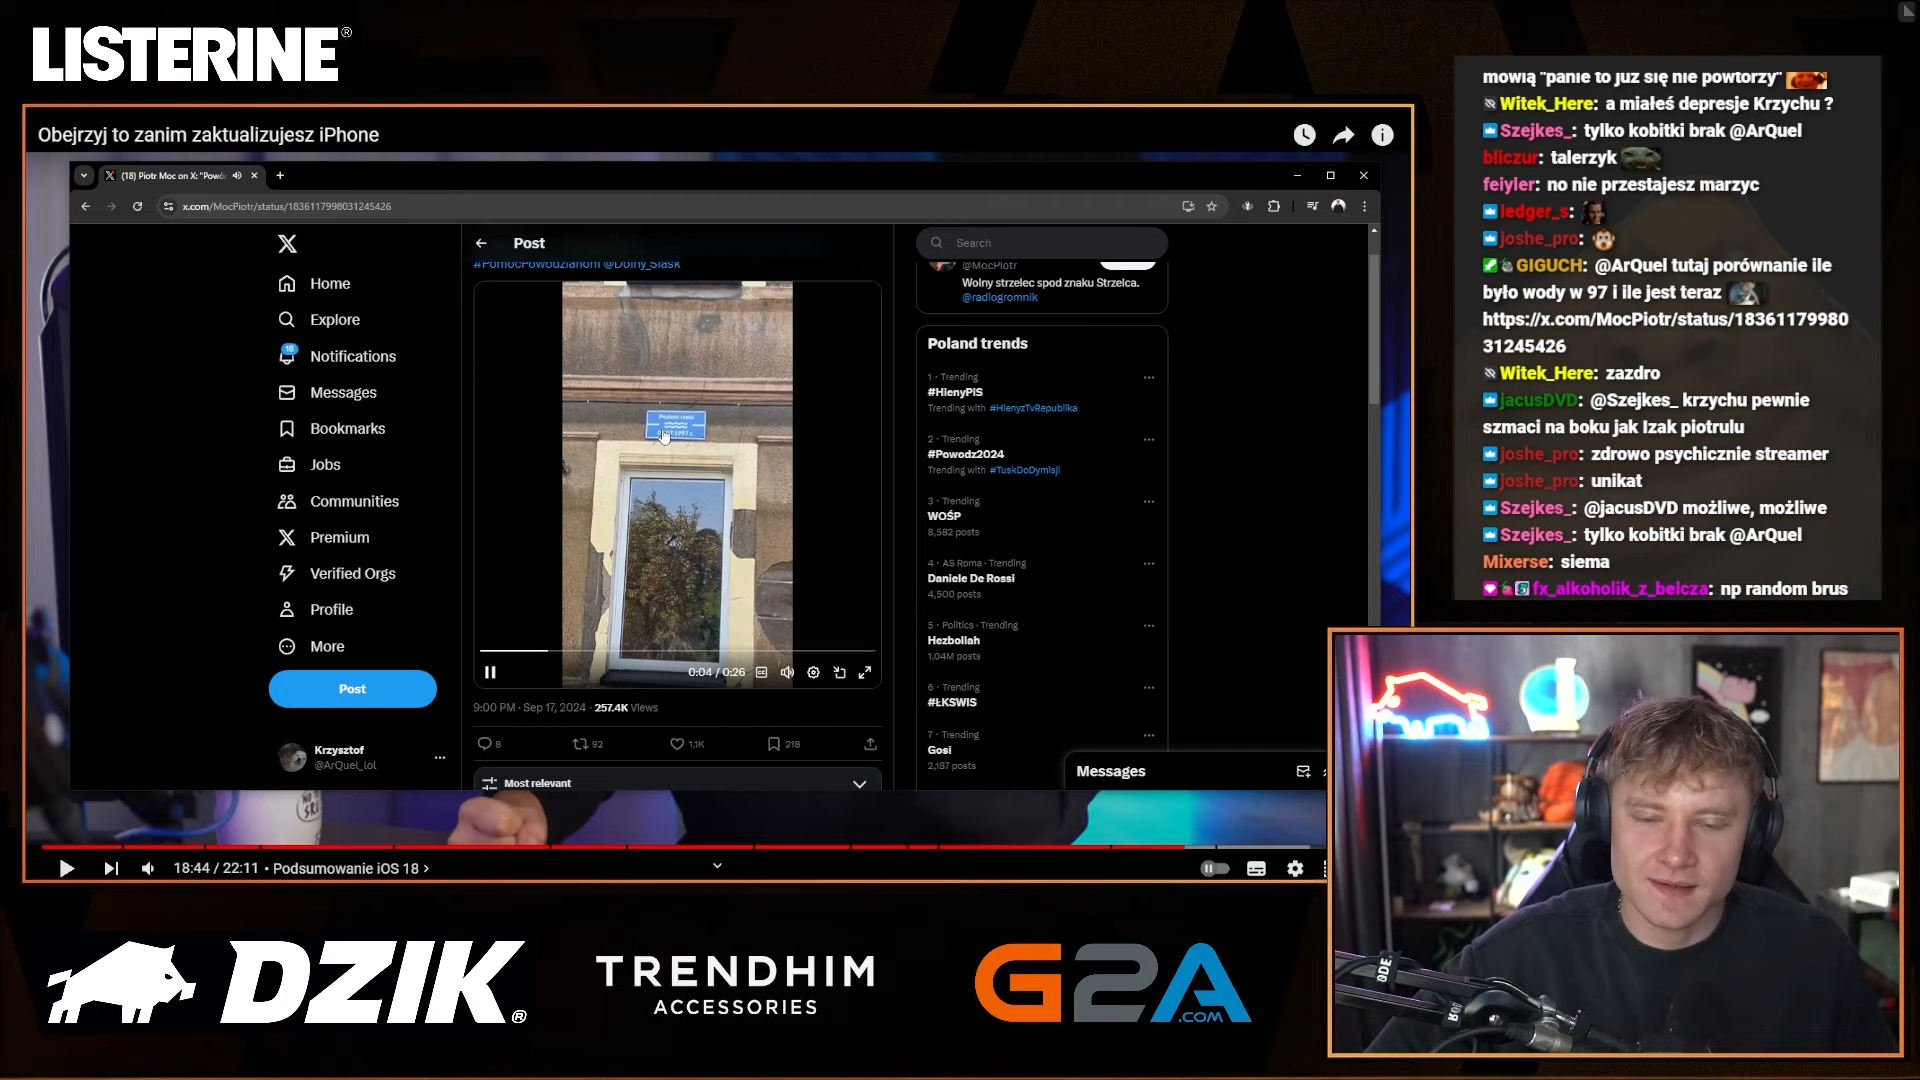 LISTERINE®
Obejrzyj to zanim zaktualizujesz iPhone
(18) Piotr Moc on X: "Powó
x.com/MocPiotr/status/1836117998031245426
Home
Explore
18
Notifications
Messages
Bookmarks
Jobs
Communities
Premium
Verified Orgs
Profile
More
Post
Krzysztof
@ArQuel_lol
Post
#PomocPowodzianom @Dolny_Slask
Poziom rzeki
1997 r.
0:04 / 0:26
9:00 PM · Sep 17, 2024 · 257.4K Views
8
92
1.1K
218
Most relevant
Search
@MocPiotr
Wolny strzelec spod znaku Strzelca.
@radiogromnik
Poland trends
1 · Trending
#HienyPiS
Trending with #HienyzTvRepublika
2 · Trending
#Powodz2024
Trending with #TuskDoDymisji
3 · Trending
WOŚP
8,582 posts
4 · AS Roma · Trending
Daniele De Rossi
4,500 posts
5 · Politics · Trending
Hezbollah
1.04M posts
6 · Trending
#ŁKSWIS
7 · Trending
Gosi
2,187 posts
Messages
18:44 / 22:11 • Podsumowanie iOS 18 ›
mówią "panie to już się nie powtórzy"
Witek_Here: a miałeś depresje Krzychu ?
Szejkes_: tylko kobitki brak @ArQuel
bliczur: talerzyk
feiyler: no nie przestajesz marzyc
ledger_s:
joshe_pro:
GIGUCH: @ArQuel tutaj porównanie ile
było wody w 97 i ile jest teraz
https://x.com/MocPiotr/status/18361179980
31245426
Witek_Here: zazdro
jacusDVD: @Szejkes_ krzychu pewnie
szmaci na boku jak Izak piotrulu
joshe_pro: zdrowo psychicznie streamer
joshe_pro: unikat
Szejkes_: @jacusDVD możliwe, możliwe
Szejkes_: tylko kobitki brak @ArQuel
Mixerse: siema
fx_alkoholik_z_belcza: np random brus
DZIK®
TRENDHIM
ACCESSORIES
G2A
.COM